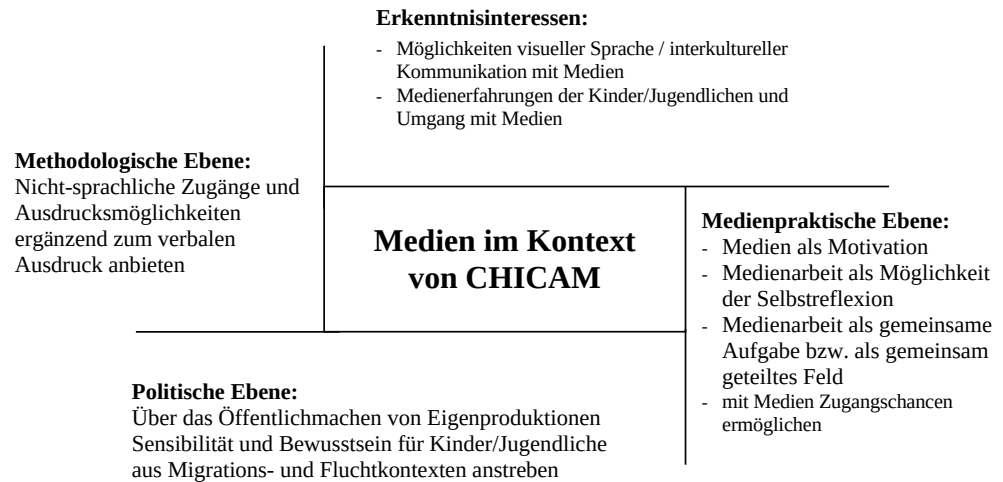 Erkenntnisinteressen:
- Möglichkeiten visueller Sprache / interkultureller
Kommunikation mit Medien
- Medienerfahrungen der Kinder/Jugendlichen und
Umgang mit Medien
Methodologische Ebene:
Nicht-sprachliche Zugänge und
Ausdrucksmöglichkeiten
ergänzend zum verbalen
Ausdruck anbieten
Medien im Kontext
von CHICAM
Medienpraktische Ebene:
- Medien als Motivation
- Medienarbeit als Möglichkeit
der Selbstreflexion
- Medienarbeit als gemeinsame
Aufgabe bzw. als gemeinsam
geteiltes Feld
- mit Medien Zugangschancen
ermöglichen
Politische Ebene:
Über das Öffentlichmachen von Eigenproduktionen
Sensibilität und Bewusstsein für Kinder/Jugendliche
aus Migrations- und Fluchtkontexten anstreben